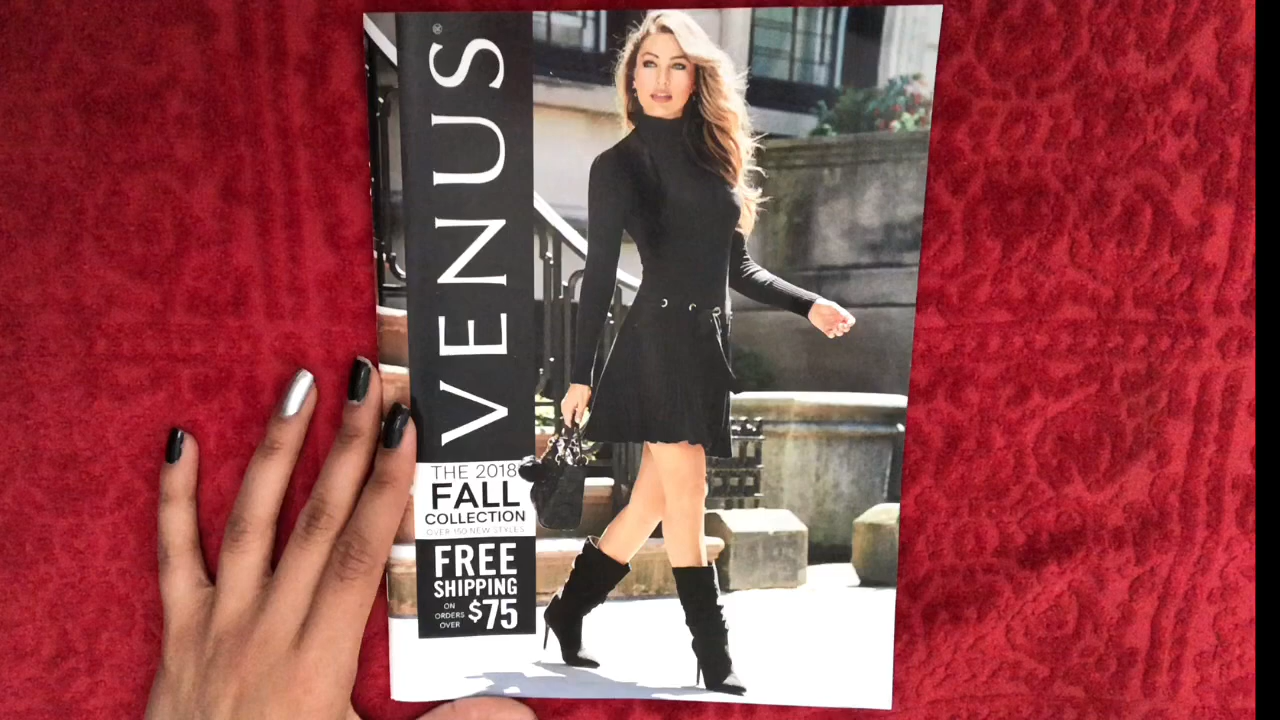 VENUS®
THE 2018
FALL
COLLECTION
OVER 150 NEW STYLES
FREE
SHIPPING
ON
ORDERS
OVER
$75